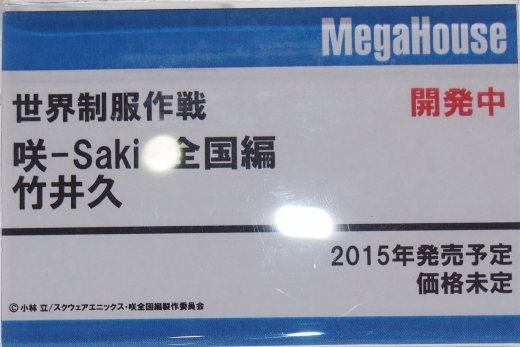 MegaHouse
世界制服作戦
開発中
咲-Saki 全国編
竹井久
2015年発売予定
価格未定
© 小林 立/スクウェアエニックス・咲全国編製作委員会